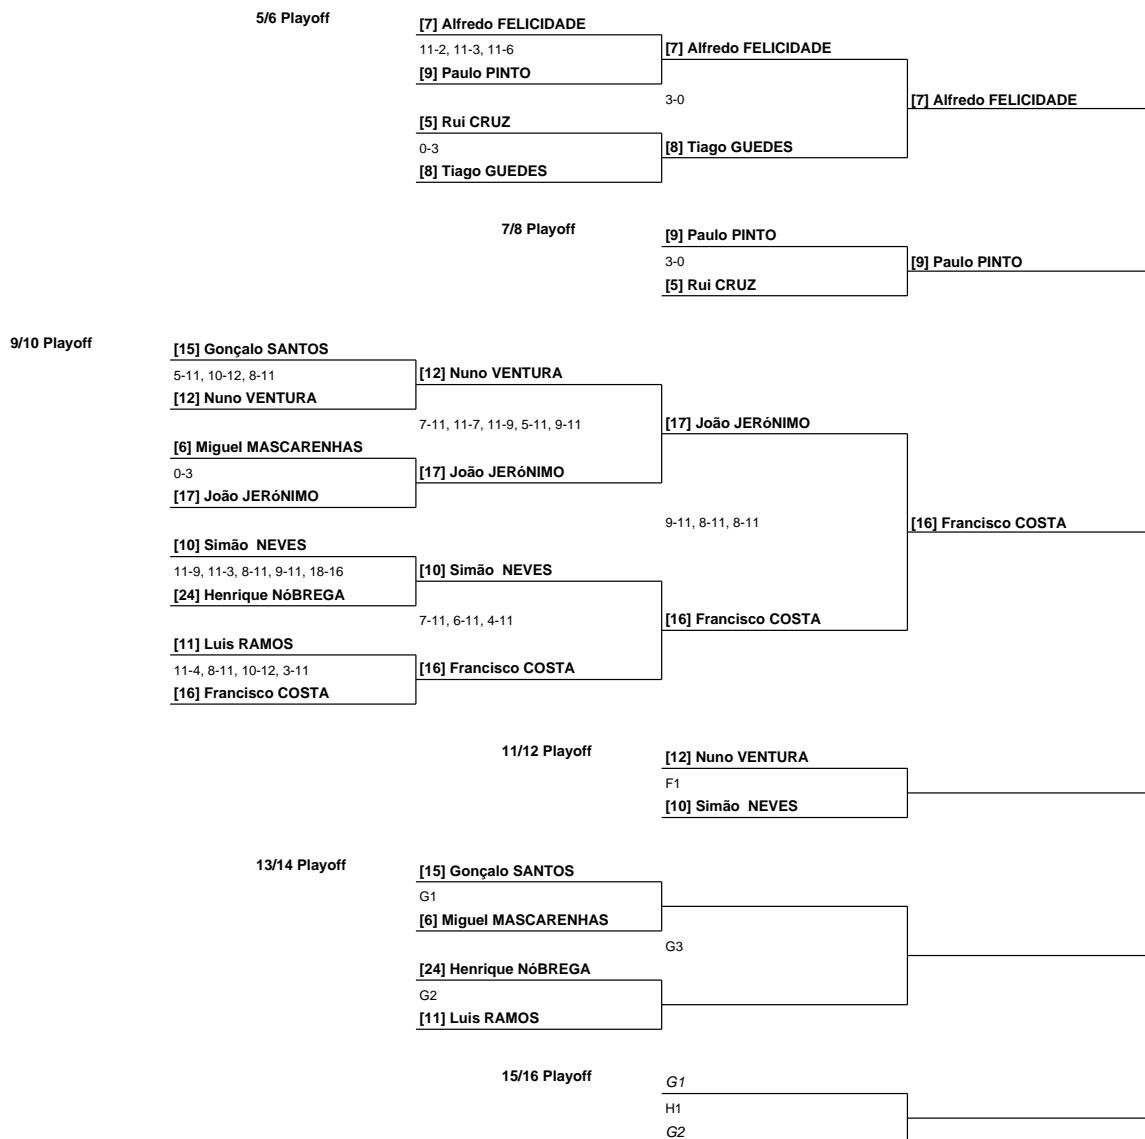 5/6 Playoff
[7] Alfredo FELICIDADE
11-2, 11-3, 11-6
[7] Alfredo FELICIDADE
[9] Paulo PINTO
3-0
[7] Alfredo FELICIDADE
[5] Rui CRUZ
0-3
[8] Tiago GUEDES
[8] Tiago GUEDES
7/8 Playoff
[9] Paulo PINTO
3-0
[9] Paulo PINTO
[5] Rui CRUZ
9/10 Playoff
[15] Gonçalo SANTOS
5-11, 10-12, 8-11
[12] Nuno VENTURA
[12] Nuno VENTURA
7-11, 11-7, 11-9, 5-11, 9-11
[17] João JERóNIMO
[6] Miguel MASCARENHAS
0-3
[17] João JERóNIMO
[17] João JERóNIMO
9-11, 8-11, 8-11
[16] Francisco COSTA
[10] Simão  NEVES
11-9, 11-3, 8-11, 9-11, 18-16
[10] Simão  NEVES
[24] Henrique NóBREGA
7-11, 6-11, 4-11
[16] Francisco COSTA
[11] Luis RAMOS
11-4, 8-11, 10-12, 3-11
[16] Francisco COSTA
[16] Francisco COSTA
11/12 Playoff
[12] Nuno VENTURA
F1
[10] Simão  NEVES
13/14 Playoff
[15] Gonçalo SANTOS
G1
[6] Miguel MASCARENHAS
G3
[24] Henrique NóBREGA
G2
[11] Luis RAMOS
15/16 Playoff
G1
H1
G2